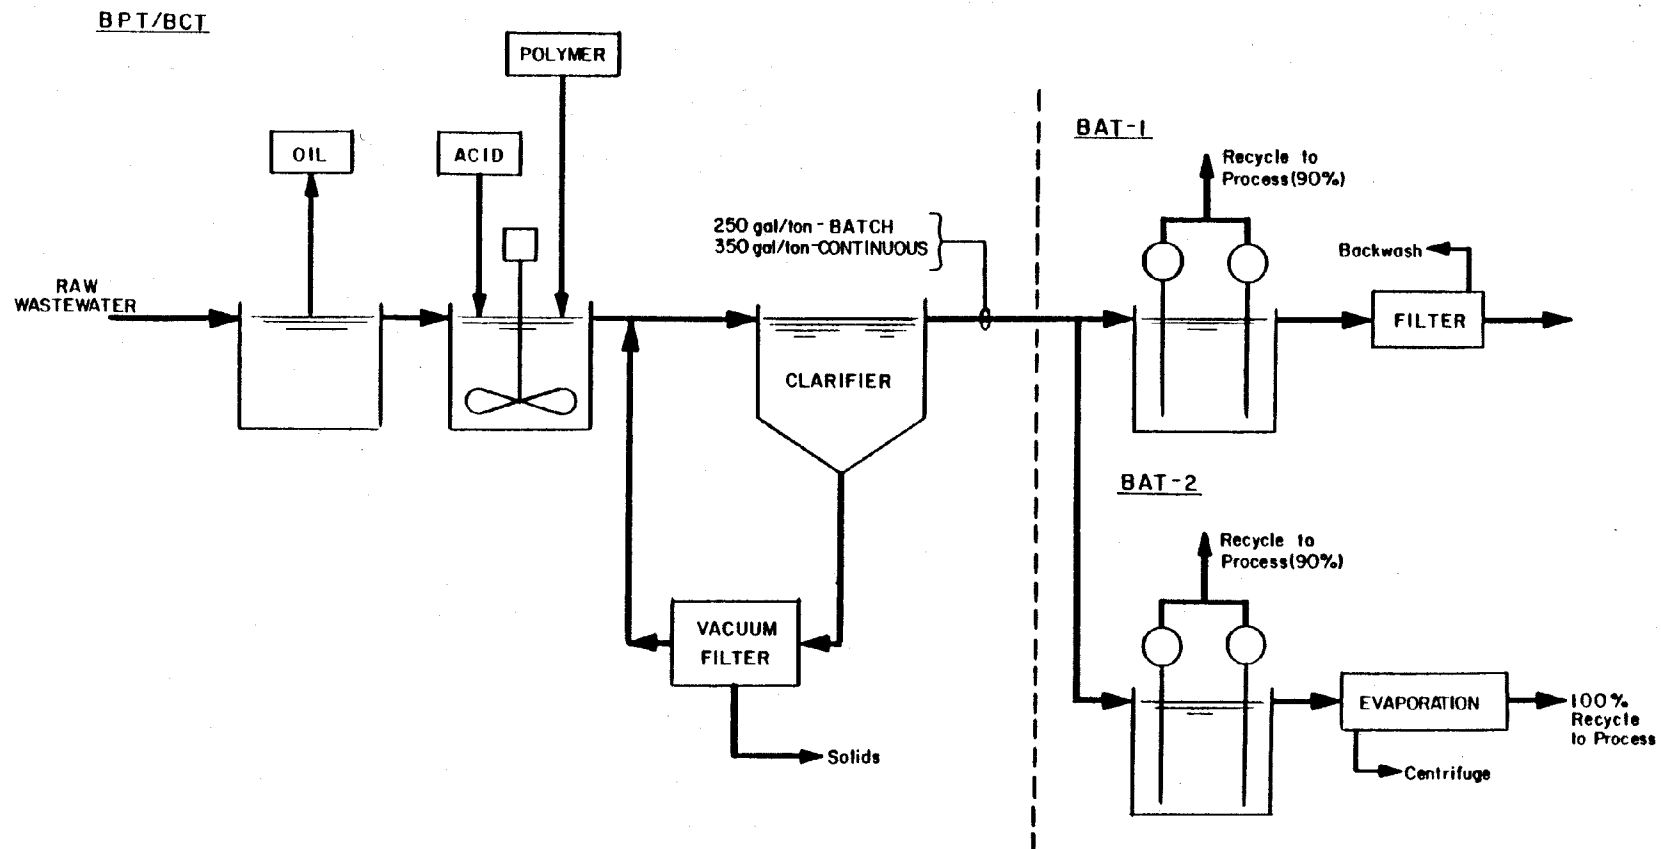 BPT/BCT
POLYMER
OIL
ACID
BAT-1
Recycle to
Process(90%)
250 gal/ton-BATCH
350 gal/ton-CONTINUOUS
Backwash
RAW
WASTEWATER
FILTER
CLARIFIER
BAT-2
Recycle to
Process(90%)
VACUUM
FILTER
EVAPORATION
100%
Recycle
to Process
Solids
Centrifuge